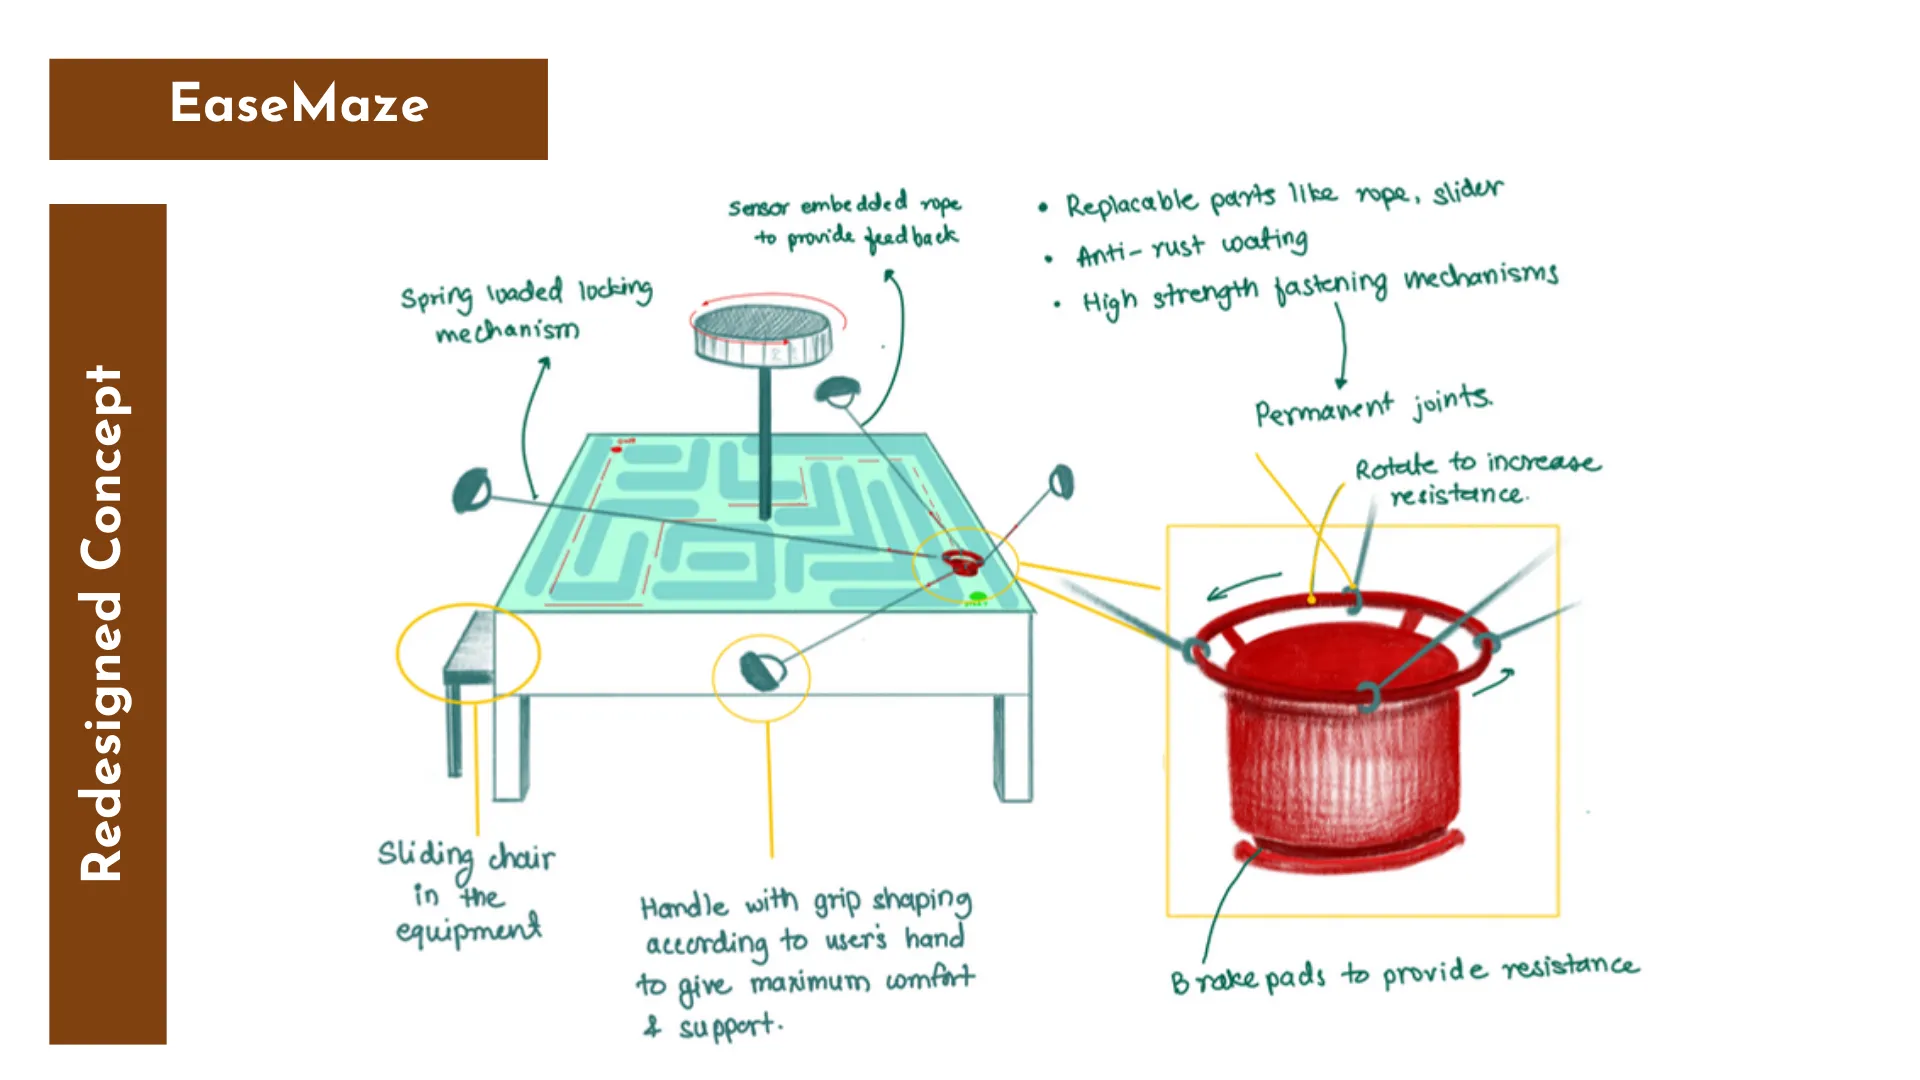 EaseMaze
Redesigned Concept
Sensor embedded rope
to provide feedback
Spring loaded locking
mechanism
• Replacable parts like rope, slider
• Anti-rust coating
• High strength fastening mechanisms
Permanent joints.
Rotate to increase
resistance.
Sliding chair
in the
equipment
Handle with grip shaping
according to user's hand
to give maximum comfort
& support.
Brake pads to provide resistance